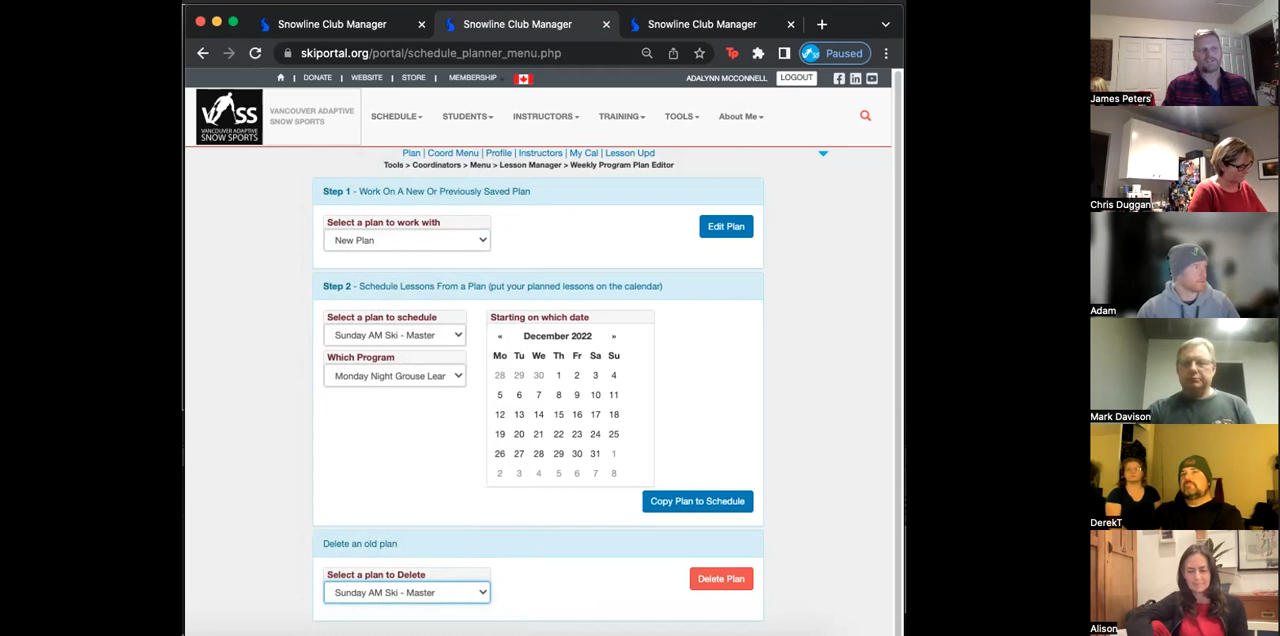 Snowline Club Manager
Snowline Club Manager
Snowline Club Manager
skiportal.org/portal/schedule_planner_menu.php
Tp
Paused
DONATE
WEBSITE
STORE
MEMBERSHIP
ADALYNN MCCONNELL
LOGOUT
VASS
VANCOUVER ADAPTIVE
SNOW SPORTS
VANCOUVER ADAPTIVE
SNOW SPORTS
SCHEDULE
STUDENTS
INSTRUCTORS
TRAINING
TOOLS
About Me
Plan | Coord Menu | Profile | Instructors | My Cal | Lesson Upd
Tools > Coordinators > Menu > Lesson Manager > Weekly Program Plan Editor
Step 1 - Work On A New Or Previously Saved Plan
Select a plan to work with
New Plan
Edit Plan
Step 2 - Schedule Lessons From a Plan (put your planned lessons on the calendar)
Select a plan to schedule
Sunday AM Ski - Master
Which Program
Monday Night Grouse Lear
Starting on which date
« December 2022 »
Mo Tu We Th Fr Sa Su
28 29 30 1 2 3 4
5 6 7 8 9 10 11
12 13 14 15 16 17 18
19 20 21 22 23 24 25
26 27 28 29 30 31 1
2 3 4 5 6 7 8
Copy Plan to Schedule
Delete an old plan
Select a plan to Delete
Sunday AM Ski - Master
Delete Plan
James Peters
Chris Duggan
Adam
Mark Davison
DerekT
Alison